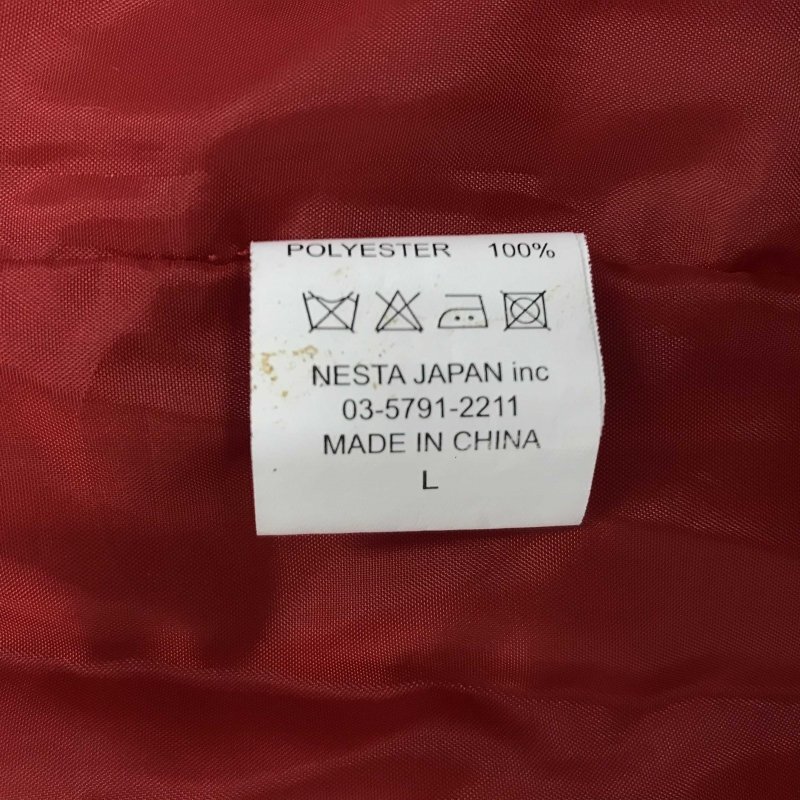 POLYESTER 100%
NESTA JAPAN inc
03-5791-2211
MADE IN CHINA
L